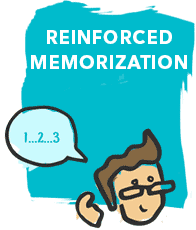 REINFORCED
MEMORIZATION
1...2...3